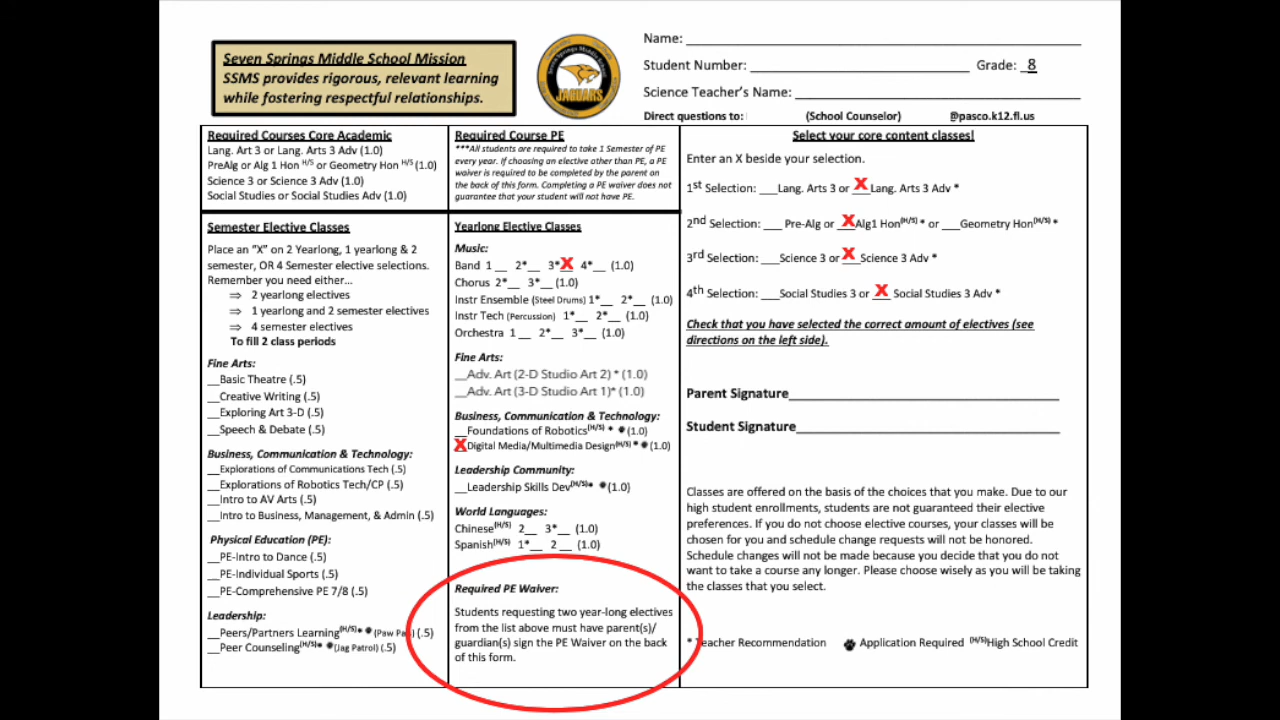 Seven Springs Middle School Mission
SSMS provides rigorous, relevant learning
while fostering respectful relationships.
Seven Springs Middle School
JAGUARS
Name: ____
Student Number: ____ Grade: _8
Science Teacher's Name: ____
Direct questions to: (School Counselor) @pasco.k12.fl.us
Required Courses Core Academic
Lang. Art 3 or Lang. Arts 3 Adv (1.0)
PreAlg or Alg 1 Hon H/S or Geometry Hon H/S (1.0)
Science 3 or Science 3 Adv (1.0)
Social Studies or Social Studies Adv (1.0)
Required Course PE
***All students are required to take 1 Semester of PE
every year. If choosing an elective other than PE, a PE
waiver is required to be completed by the parent on
the back of this form. Completing a PE waiver does not
guarantee that your student will not have PE.
Semester Elective Classes
Place an "X" on 2 Yearlong, 1 yearlong & 2
semester, OR 4 Semester elective selections.
Remember you need either…
⇒ 2 yearlong electives
⇒ 1 yearlong and 2 semester electives
⇒ 4 semester electives
To fill 2 class periods
Fine Arts:
__Basic Theatre (.5)
__Creative Writing (.5)
__Exploring Art 3-D (.5)
__Speech & Debate (.5)
Business, Communication & Technology:
__Explorations of Communications Tech (.5)
__Explorations of Robotics Tech/CP (.5)
__Intro to AV Arts (.5)
__Intro to Business, Management, & Admin (.5)
Physical Education (PE):
__PE-Intro to Dance (.5)
__PE-Individual Sports (.5)
__PE-Comprehensive PE 7/8 (.5)
Leadership:
__Peers/Partners Learning(H/S)* (Paw Pa (.5)
__Peer Counseling(H/S)* (Jag Patrol) (.5)
Yearlong Elective Classes
Music:
Band 1 __ 2*__ 3*X 4*__ (1.0)
Chorus 2*__ 3*__ (1.0)
Instr Ensemble (Steel Drums) 1*__ 2*__ (1.0)
Instr Tech (Percussion) 1*__ 2*__ (1.0)
Orchestra 1 __ 2*__ 3*__ (1.0)
Fine Arts:
__Adv. Art (2-D Studio Art 2) * (1.0)
__Adv. Art (3-D Studio Art 1)* (1.0)
Business, Communication & Technology:
__Foundations of Robotics(H/S) * (1.0)
X Digital Media/Multimedia Design(H/S) * (1.0)
Leadership Community:
__Leadership Skills Dev(H/S)* (1.0)
World Languages:
Chinese(H/S) 2__ 3*__ (1.0)
Spanish(H/S) 1*__ 2 __ (1.0)
Required PE Waiver:
Students requesting two year-long electives
from the list above must have parent(s)/
guardian(s) sign the PE Waiver on the back
of this form.
Select your core content classes!
Enter an X beside your selection.
1st Selection: ___Lang. Arts 3 or X Lang. Arts 3 Adv *
2nd Selection: ___ Pre-Alg or X Alg1 Hon(H/S) * or ___Geometry Hon(H/S) *
3rd Selection: ___Science 3 or X Science 3 Adv *
4th Selection: ___Social Studies 3 or X Social Studies 3 Adv *
Check that you have selected the correct amount of electives (see
directions on the left side).
Parent Signature____
Student Signature____
Classes are offered on the basis of the choices that you make. Due to our
high student enrollments, students are not guaranteed their elective
preferences. If you do not choose elective courses, your classes will be
chosen for you and schedule change requests will not be honored.
Schedule changes will not be made because you decide that you do not
want to take a course any longer. Please choose wisely as you will be taking
the classes that you select.
* Teacher Recommendation Application Required (H/S)High School Credit